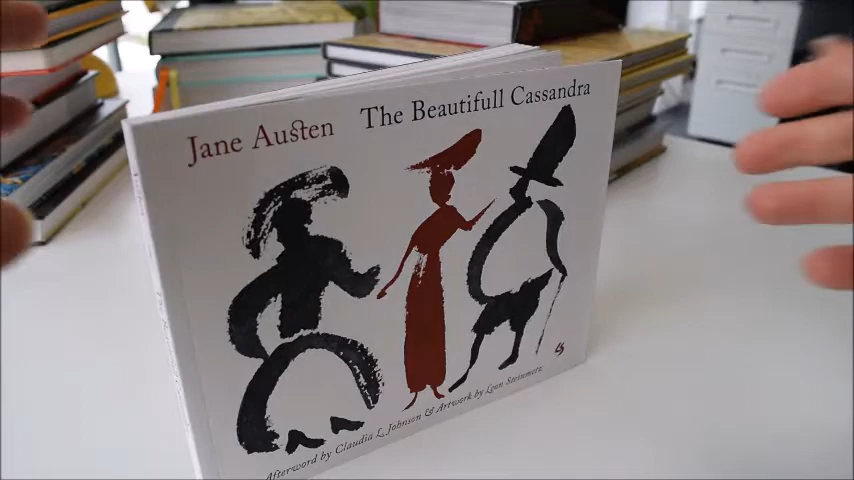 Jane Austen The Beautifull Cassandra
Afterword by Claudia L. Johnson & Artwork by Leon Steinmetz